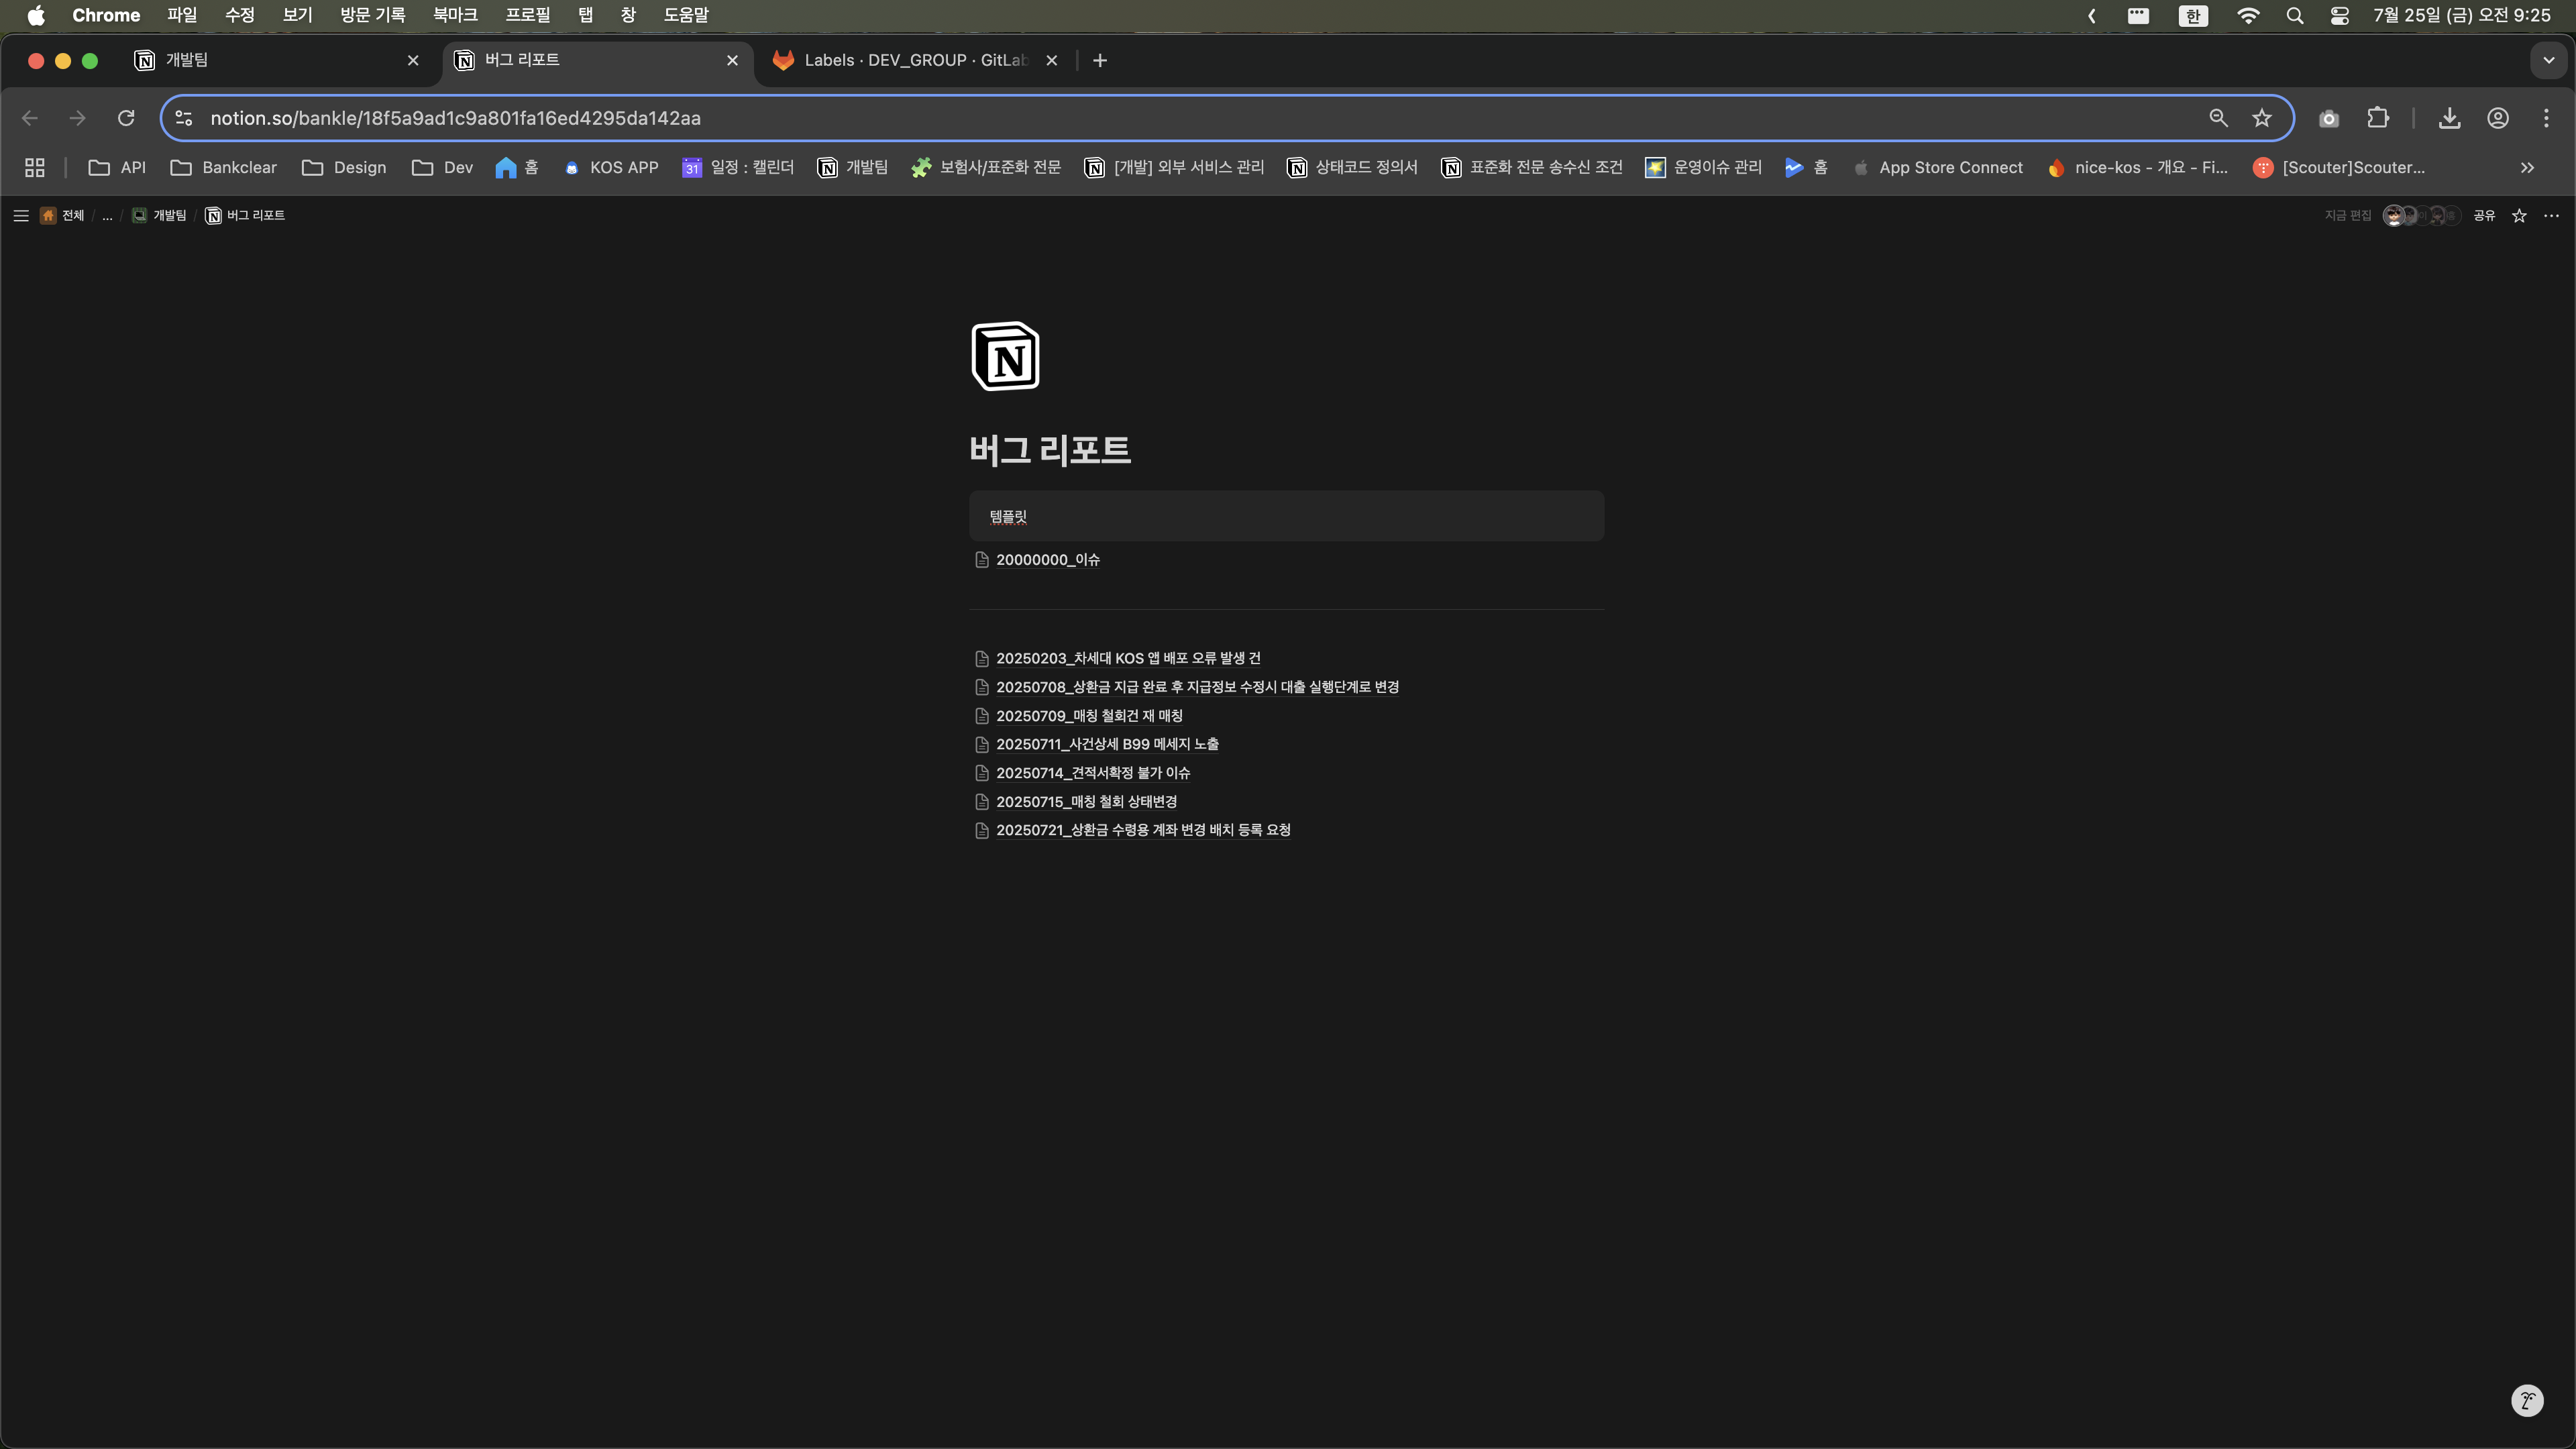 Chrome 파일 수정 보기 방문 기록 북마크 프로필 탭 창 도움말 한 7월 25일 (금) 오전 9:25
개발팀 버그 리포트 Labels · DEV_GROUP · GitLab
notion.so/bankle/18f5a9ad1c9a801fa16ed4295da142aa
API Bankclear Design Dev 홈 KOS APP 31 일정 : 캘린더 개발팀 보험사/표준화 전문 [개발] 외부 서비스 관리 상태코드 정의서 표준화 전문 송수신 조건 운영이슈 관리 홈 App Store Connect nice-kos - 개요 - Fi... [Scouter]Scouter...
전체 / ... / 개발팀 / 버그 리포트 지금 편집 공유
버그 리포트
템플릿
20000000_이슈
20250203_차세대 KOS 앱 배포 오류 발생 건
20250708_상환금 지급 완료 후 지급정보 수정시 대출 실행단계로 변경
20250709_매칭 철회건 재 매칭
20250711_사건상세 B99 메세지 노출
20250714_견적서확정 불가 이슈
20250715_매칭 철회 상태변경
20250721_상환금 수령용 계좌 변경 배치 등록 요청